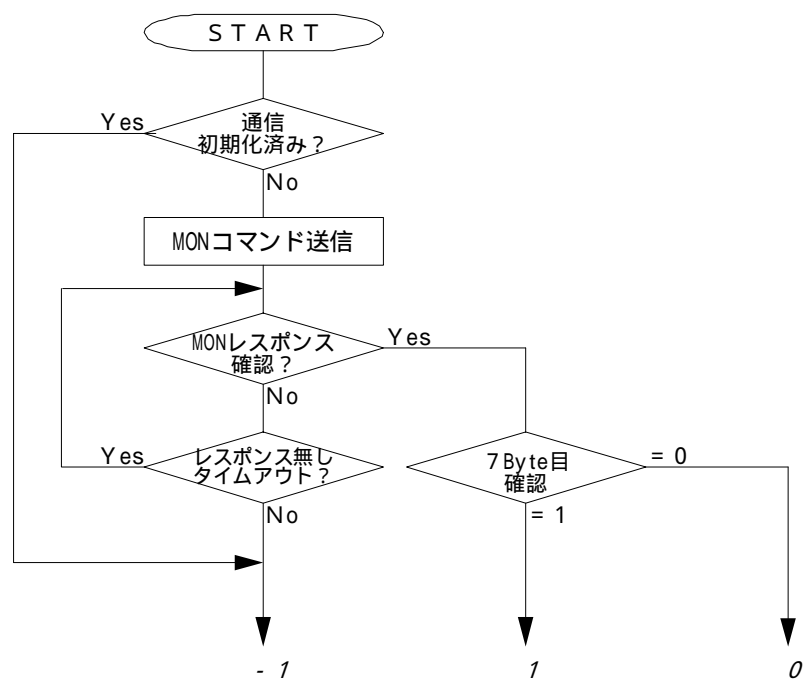 START
Yes
通信
初期化済み？
No
MONコマンド送信
MONレスポンス
確認？
Yes
No
Yes
レスポンス無し
タイムアウト？
7Byte目
確認
= 0
No
= 1
- 1
1
0